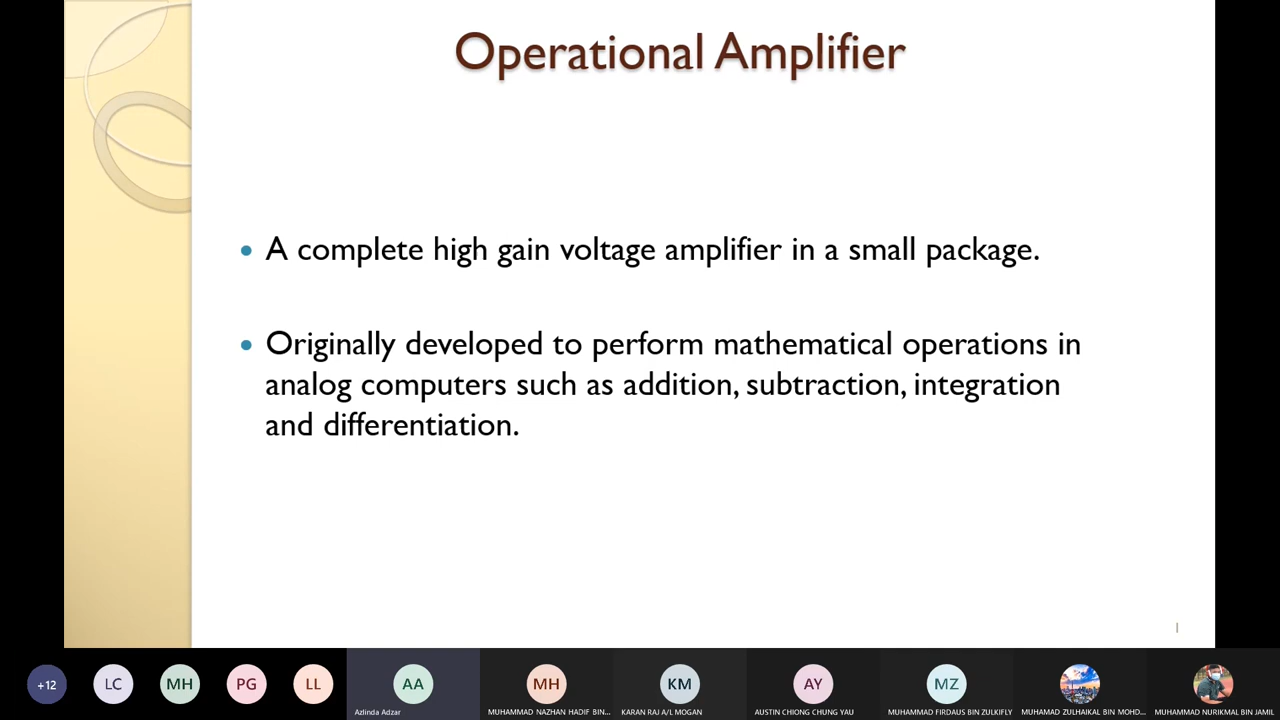 Operational Amplifier
• A complete high gain voltage amplifier in a small package.
• Originally developed to perform mathematical operations in
analog computers such as addition, subtraction, integration
and differentiation.
1
+12
LC
MH
PG
LL
AA
MH
KM
AY
MZ
Azlinda Adzar
MUHAMMAD NAZHAN HADIF BIN...
KARAN RAJ A/L MOGAN
AUSTIN CHIONG CHUNG YAU
MUHAMMAD FIRDAUS BIN ZULKIFLY
MUHAMAD ZULHAIKAL BIN MOHD...
MUHAMMAD NURIKMAL BIN JAMIL